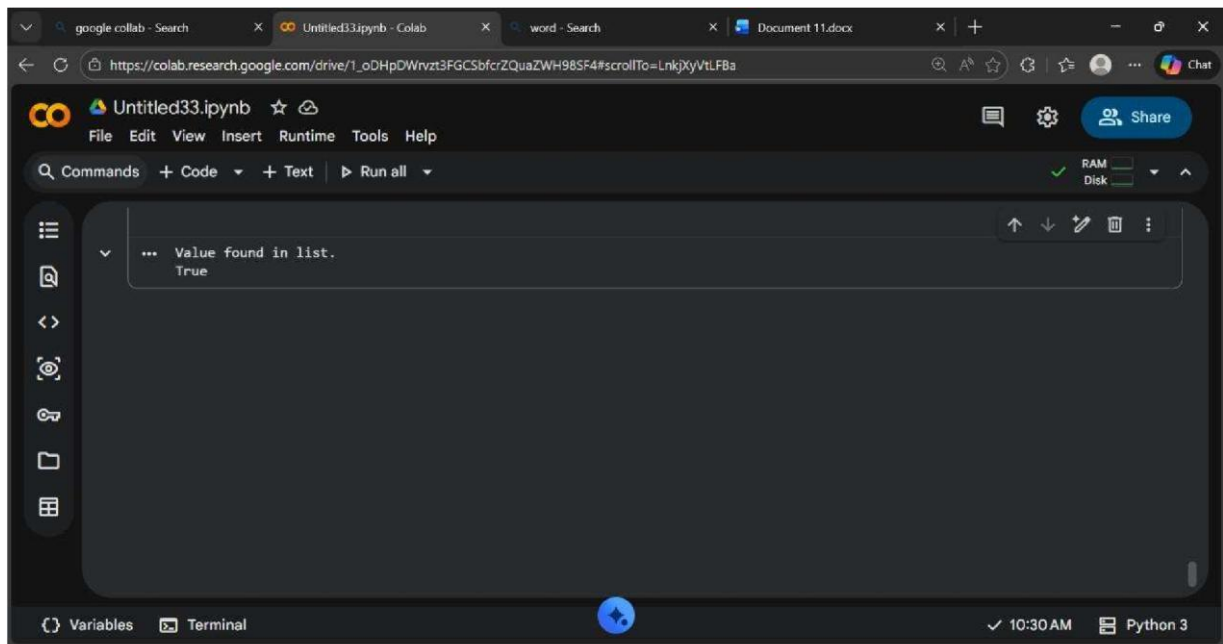 google collab - Search
Untitled33.ipynb - Colab
word - Search
Document 11.docx
https://colab.research.google.com/drive/1_oDHpDWrvzt3FGCSbfcrZQuaZWH98SF4#scrollTo=LnkjXyVtLFBa
Chat
Untitled33.ipynb
Share
File Edit View Insert Runtime Tools Help
Commands + Code + Text Run all
RAM
Disk
Value found in list.
True
Variables Terminal
10:30 AM Python 3